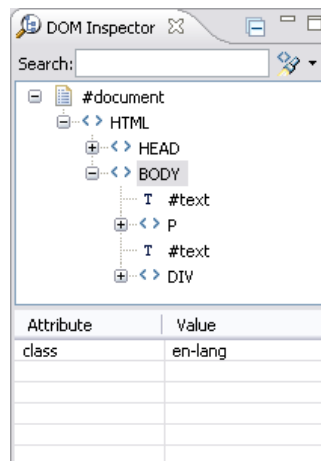 DOM Inspector
Search:
#document
< > HTML
< > HEAD
< > BODY
T #text
< > P
T #text
< > DIV
Attribute Value
class en-lang